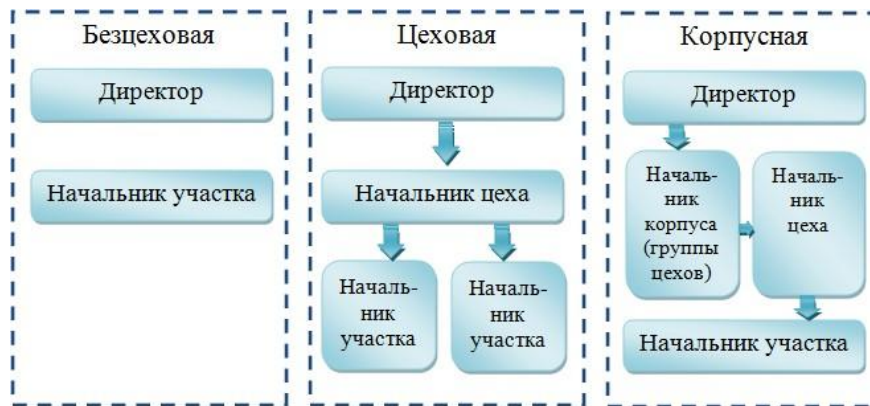 Безцеховая
Директор
Начальник участка
Цеховая
Директор
Начальник цеха
Началь-
ник
участка
Началь-
ник
участка
Корпусная
Директор
Началь-
ник
корпуса
(группы
цехов)
Началь-
ник
цеха
Начальник участка